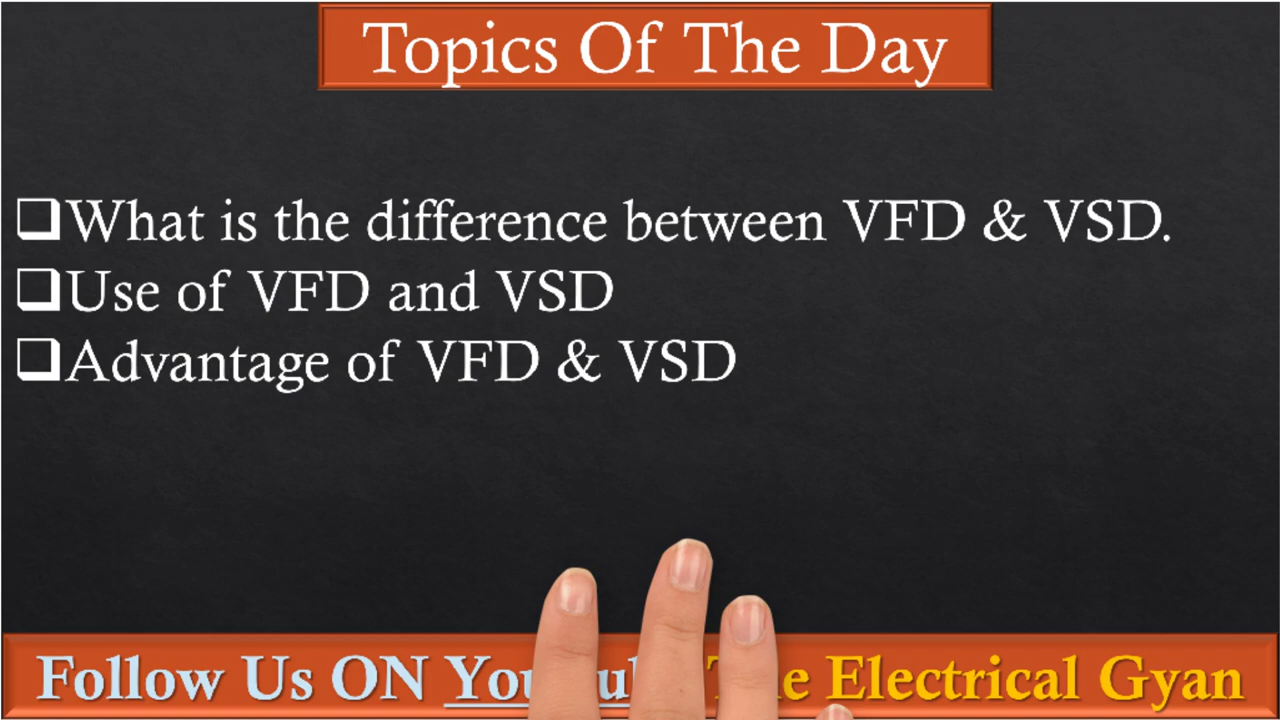 Topics Of The Day
❑What is the difference between VFD & VSD.
❑Use of VFD and VSD
❑Advantage of VFD & VSD
Follow Us ON Electrical Gyan